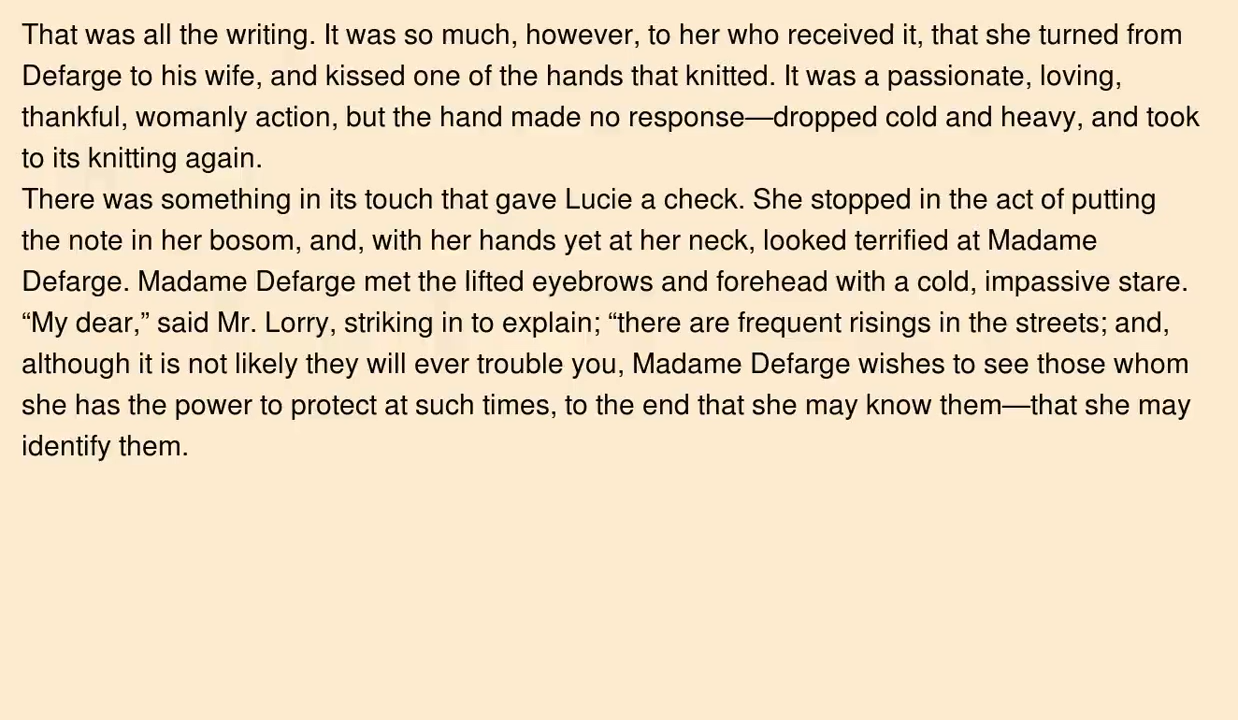 That was all the writing. It was so much, however, to her who received it, that she turned from
Defarge to his wife, and kissed one of the hands that knitted. It was a passionate, loving,
thankful, womanly action, but the hand made no response—dropped cold and heavy, and took
to its knitting again.
There was something in its touch that gave Lucie a check. She stopped in the act of putting
the note in her bosom, and, with her hands yet at her neck, looked terrified at Madame
Defarge. Madame Defarge met the lifted eyebrows and forehead with a cold, impassive stare.
“My dear,” said Mr. Lorry, striking in to explain; “there are frequent risings in the streets; and,
although it is not likely they will ever trouble you, Madame Defarge wishes to see those whom
she has the power to protect at such times, to the end that she may know them—that she may
identify them.